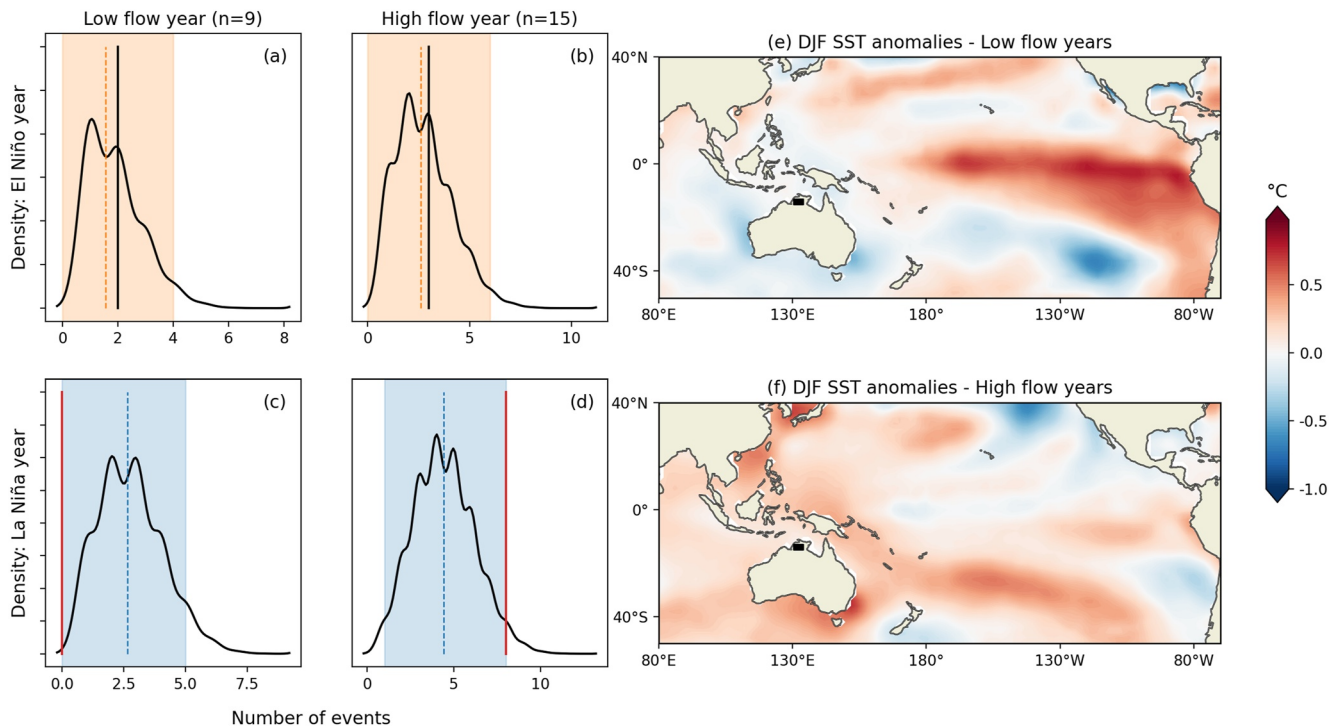 Low flow year (n=9)
High flow year (n=15)
(a)
(b)
Density: El Niño year
0 2 4 6 8
0 5 10
(c)
(d)
Density: La Niña year
0.0 2.5 5.0 7.5
0 5 10
Number of events
(e) DJF SST anomalies - Low flow years
40°N
0°
40°S
80°E 130°E 180° 130°W 80°W
(f) DJF SST anomalies - High flow years
40°N
0°
40°S
80°E 130°E 180° 130°W 80°W
°C
0.5
0.0
-0.5
-1.0